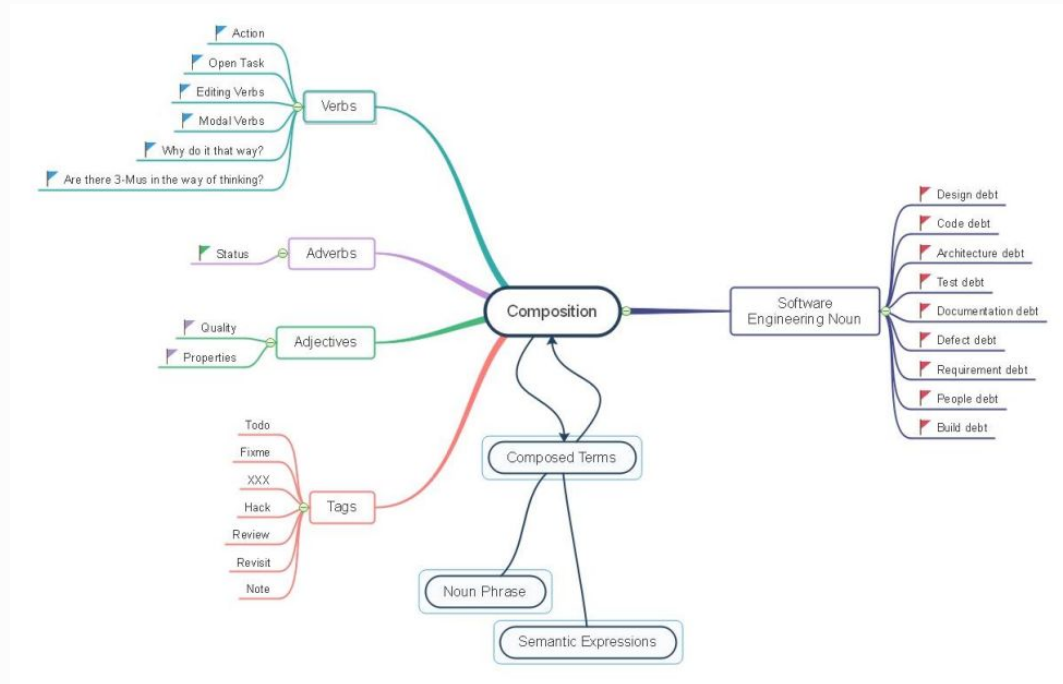 Action
Open Task
Editing Verbs
Modal Verbs
Why do it that way?
Are there 3-Mus in the way of thinking?
Verbs
Status
Adverbs
Quality
Properties
Adjectives
Todo
Fixme
XXX
Hack
Review
Revisit
Note
Tags
Composition
Composed Terms
Noun Phrase
Semantic Expressions
Software
Engineering Noun
Design debt
Code debt
Architecture debt
Test debt
Documentation debt
Defect debt
Requirement debt
People debt
Build debt